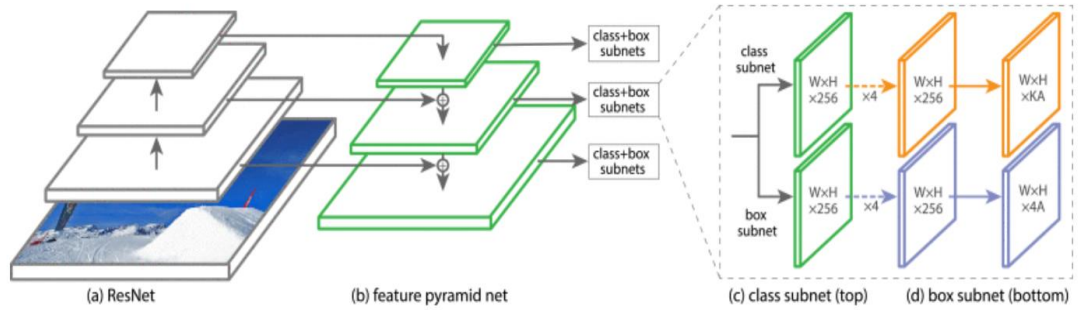 class+box
subnets
class+box
subnets
class+box
subnets
class
subnet
W×H
×256
×4
W×H
×256
W×H
×KA
box
subnet
W×H
×256
×4
W×H
×256
W×H
×4A
(a) ResNet
(b) feature pyramid net
(c) class subnet (top)
(d) box subnet (bottom)